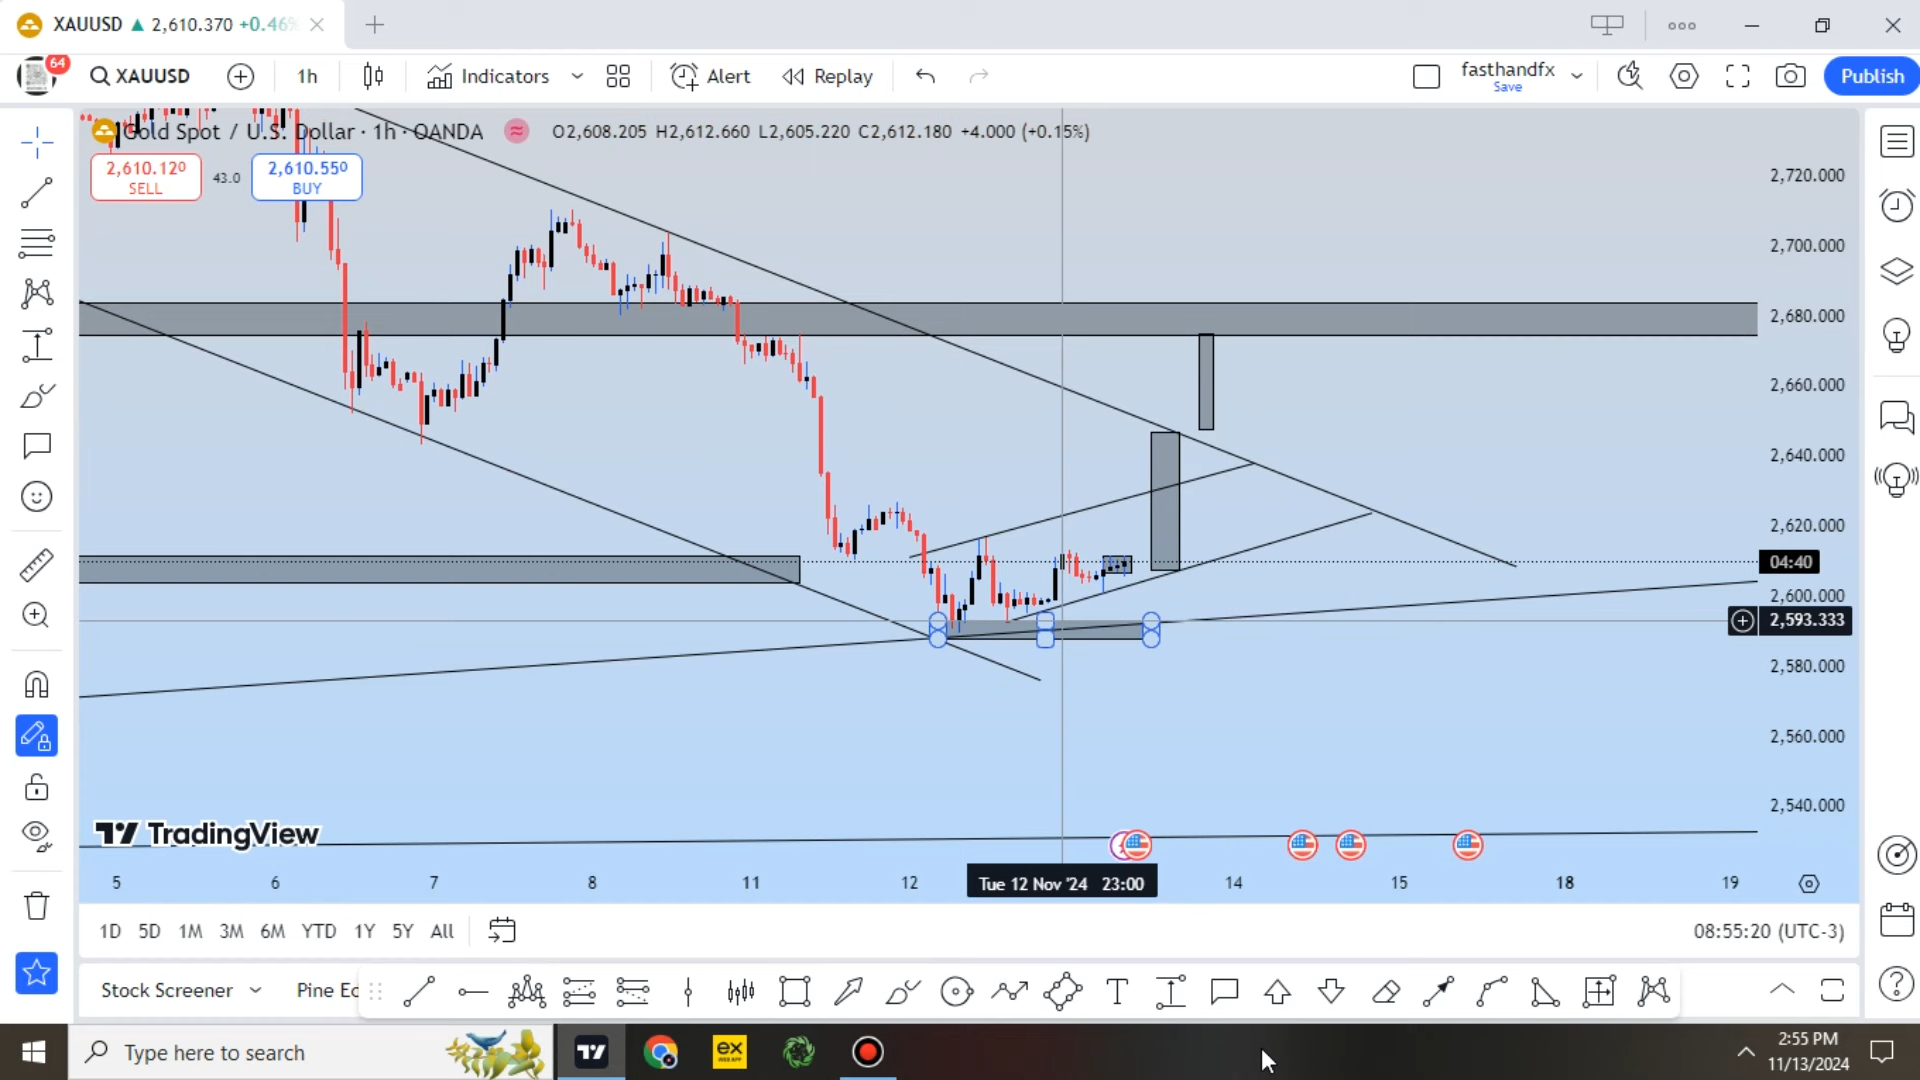 XAUUSD ▲ 2,610.370 +0.46%
64
XAUUSD
1h
Indicators
Alert
Replay
fasthandfx
Save
Publish
Gold Spot / U.S. Dollar · 1h · OANDA
O2,608.205 H2,612.660 L2,605.220 C2,612.180 +4.000 (+0.15%)
2,610.120
SELL
43.0
2,610.550
BUY
2,720.000
2,700.000
2,680.000
2,660.000
2,640.000
2,620.000
04:40
2,600.000
2,593.333
2,580.000
2,560.000
2,540.000
TradingView
5
6
7
8
11
12
Tue 12 Nov '24 23:00
14
15
18
19
1D
5D
1M
3M
6M
YTD
1Y
5Y
All
08:55:20 (UTC-3)
Stock Screener
Pine Ed
Type here to search
ex
WEB APP
2:55 PM
11/13/2024